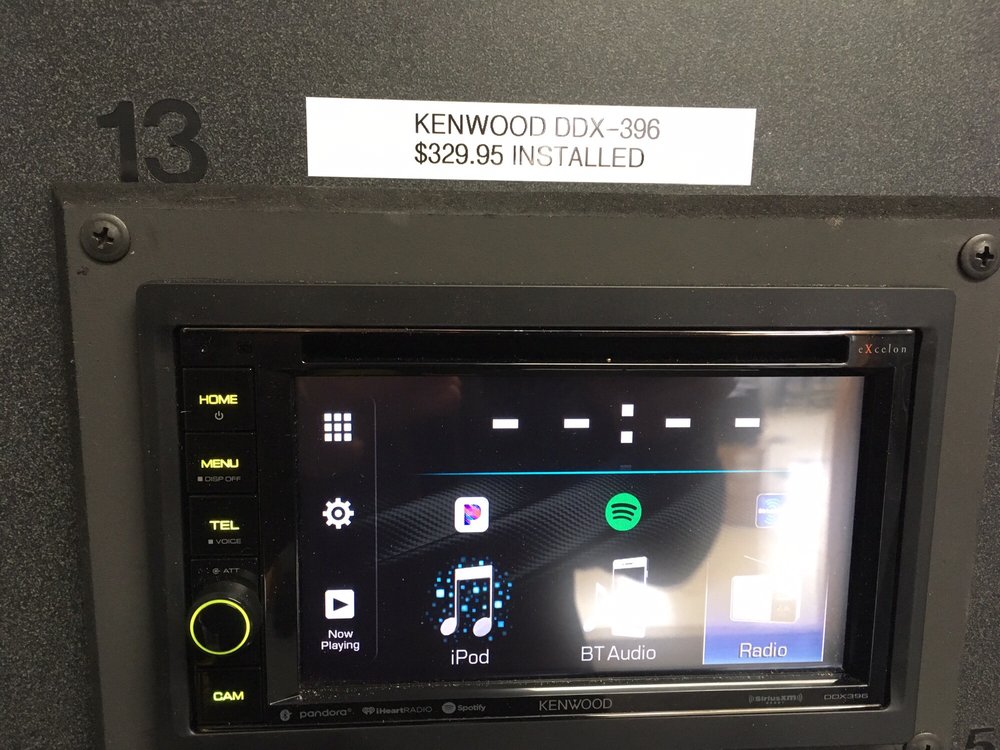 13
KENWOOD DDX-396
$329.95 INSTALLED
eXcelon
HOME
MENU
DISP OFF
TEL
VOICE
ATT
CAM
--:--
Now
Playing
iPod
BT Audio
Radio
pandora
iHeartRADIO
Spotify
KENWOOD
SiriusXM
DDX396
5